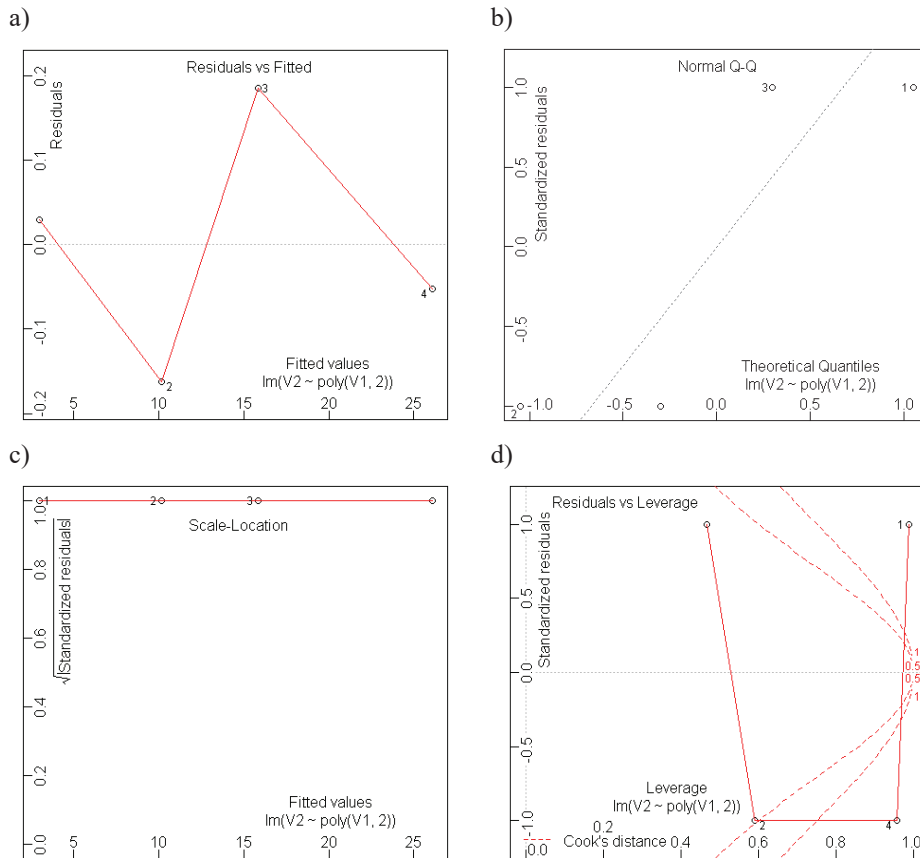 a)
Residuals vs Fitted
Residuals
0.2
0.1
0.0
-0.1
-0.2
3
2
4
Fitted values
lm(V2 ~ poly(V1, 2))
5 10 15 20 25
b)
Normal Q-Q
Standardized residuals
1.0
0.5
0.0
-0.5
3
1
2
Theoretical Quantiles
lm(V2 ~ poly(V1, 2))
-1.0 -0.5 0.0 0.5 1.0
c)
1.0
0.8
0.6
0.4
0.2
0.0
1
2
3
Scale-Location
√|Standardized residuals|
Fitted values
lm(V2 ~ poly(V1, 2))
5 10 15 20 25
d)
Residuals vs Leverage
Standardized residuals
1.0
0.5
0.0
-0.5
-1.0
1
1
0.5
0.5
1
2
4
Leverage
lm(V2 ~ poly(V1, 2))
Cook's distance
0.0 0.2 0.4 0.6 0.8 1.0